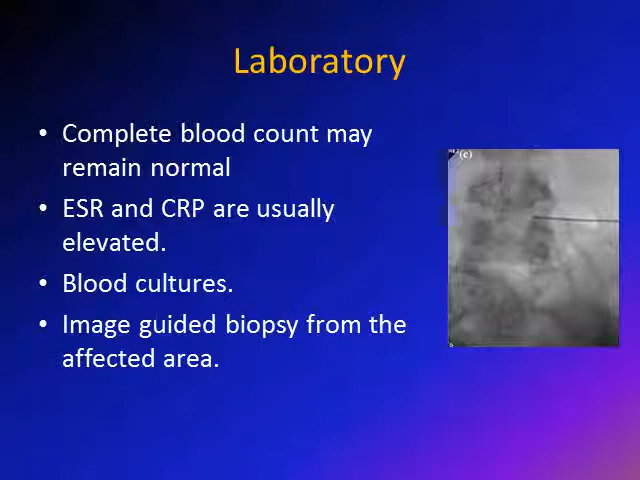 Laboratory
• Complete blood count may
remain normal
• ESR and CRP are usually
elevated.
• Blood cultures.
• Image guided biopsy from the
affected area.
(c)